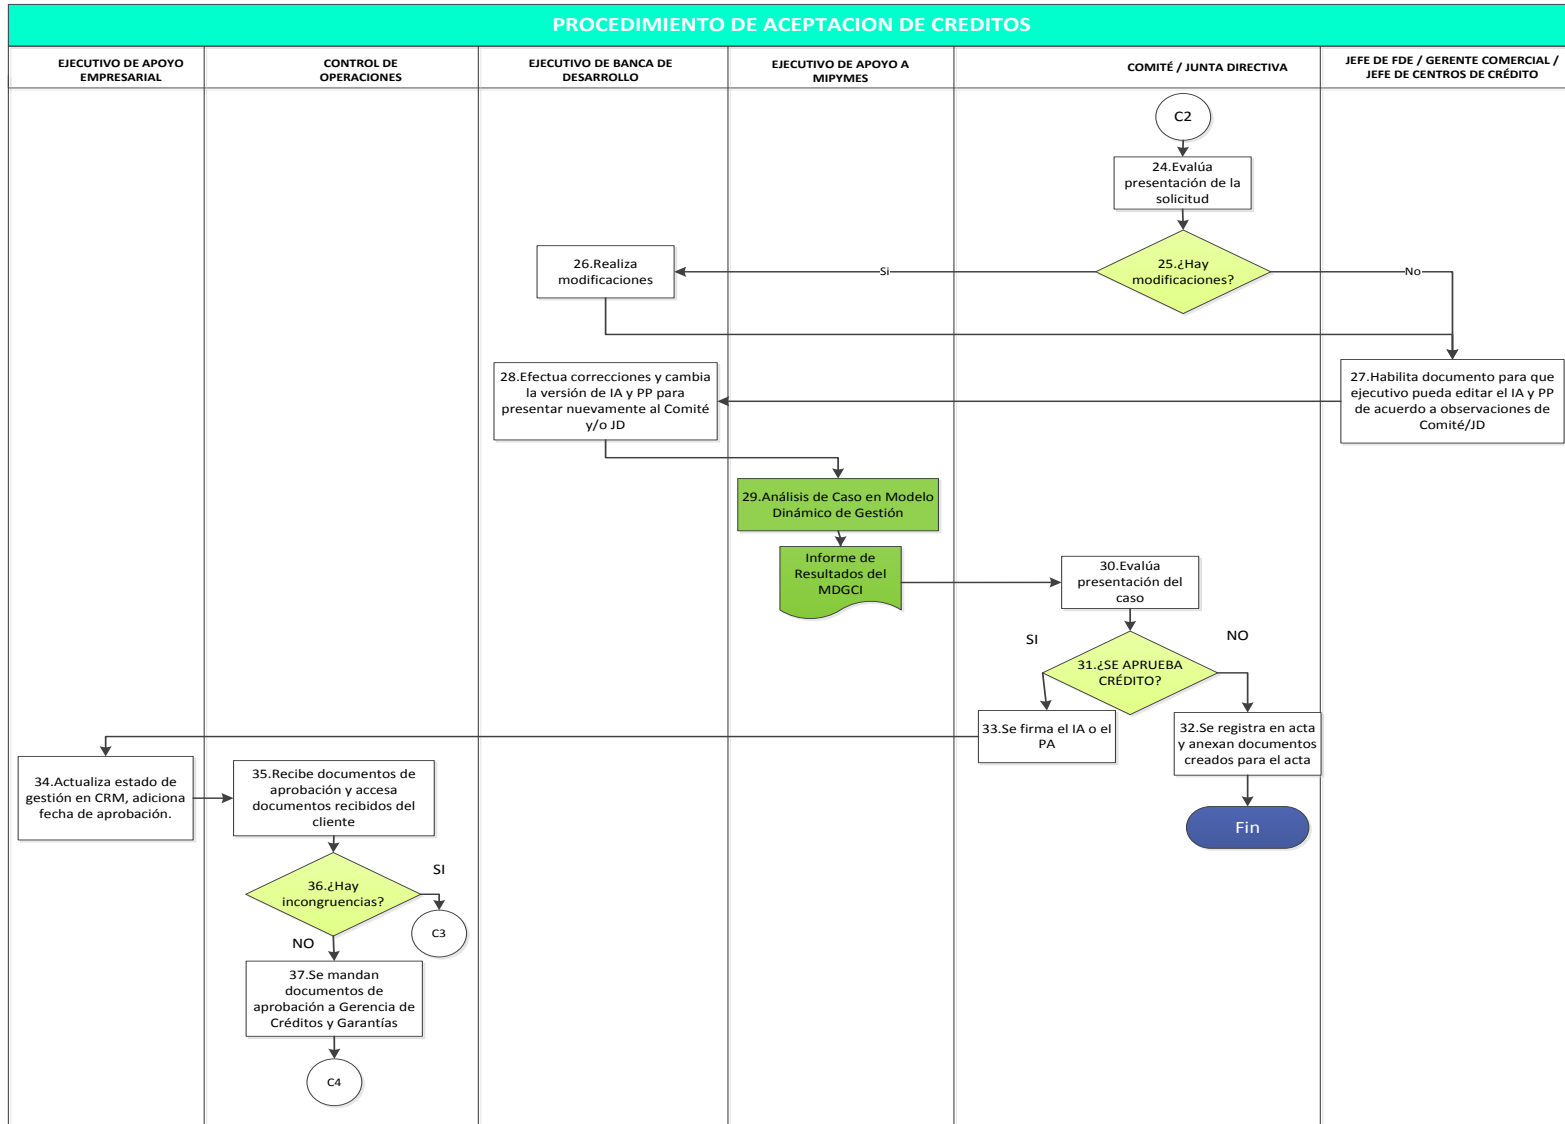 PROCEDIMIENTO DE ACEPTACION DE CREDITOS
EJECUTIVO DE APOYO
EMPRESARIAL
CONTROL DE
OPERACIONES
EJECUTIVO DE BANCA DE
DESARROLLO
EJECUTIVO DE APOYO A
MIPYMES
COMITÉ / JUNTA DIRECTIVA
JEFE DE FDE / GERENTE COMERCIAL /
JEFE DE CENTROS DE CRÉDITO
C2
24.Evalúa
presentación de la
solicitud
25.¿Hay
modificaciones?
Si
No
26.Realiza
modificaciones
27.Habilita documento para que
ejecutivo pueda editar el IA y PP
de acuerdo a observaciones de
Comité/JD
28.Efectua correcciones y cambia
la versión de IA y PP para
presentar nuevamente al Comité
y/o JD
29.Análisis de Caso en Modelo
Dinámico de Gestión
Informe de
Resultados del
MDGCI
30.Evalúa
presentación del
caso
SI
NO
31.¿SE APRUEBA
CRÉDITO?
33.Se firma el IA o el
PA
32.Se registra en acta
y anexan documentos
creados para el acta
Fin
34.Actualiza estado de
gestión en CRM, adiciona
fecha de aprobación.
35.Recibe documentos de
aprobación y accesa
documentos recibidos del
cliente
36.¿Hay
incongruencias?
SI
C3
NO
37.Se mandan
documentos de
aprobación a Gerencia de
Créditos y Garantías
C4